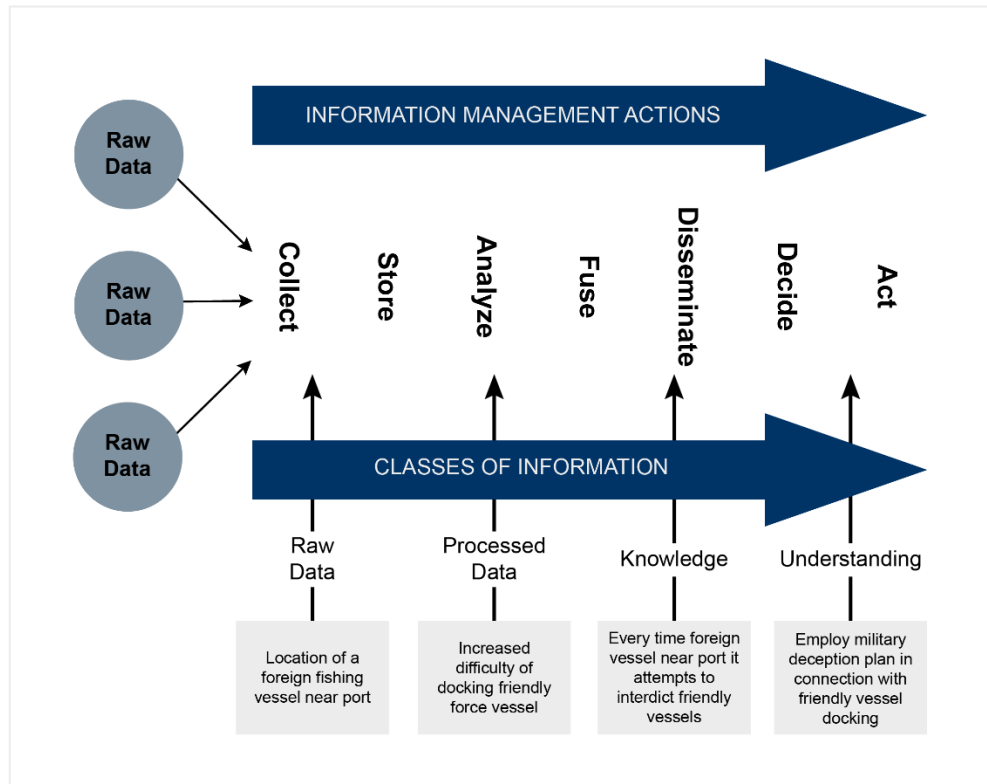 INFORMATION MANAGEMENT ACTIONS
Raw
Data
Raw
Data
Raw
Data
Collect
Store
Analyze
Fuse
Disseminate
Decide
Act
CLASSES OF INFORMATION
Raw
Data
Processed
Data
Knowledge
Understanding
Location of a
foreign fishing
vessel near port
Increased
difficulty of
docking friendly
force vessel
Every time foreign
vessel near port it
attempts to
interdict friendly
vessels
Employ military
deception plan in
connection with
friendly vessel
docking